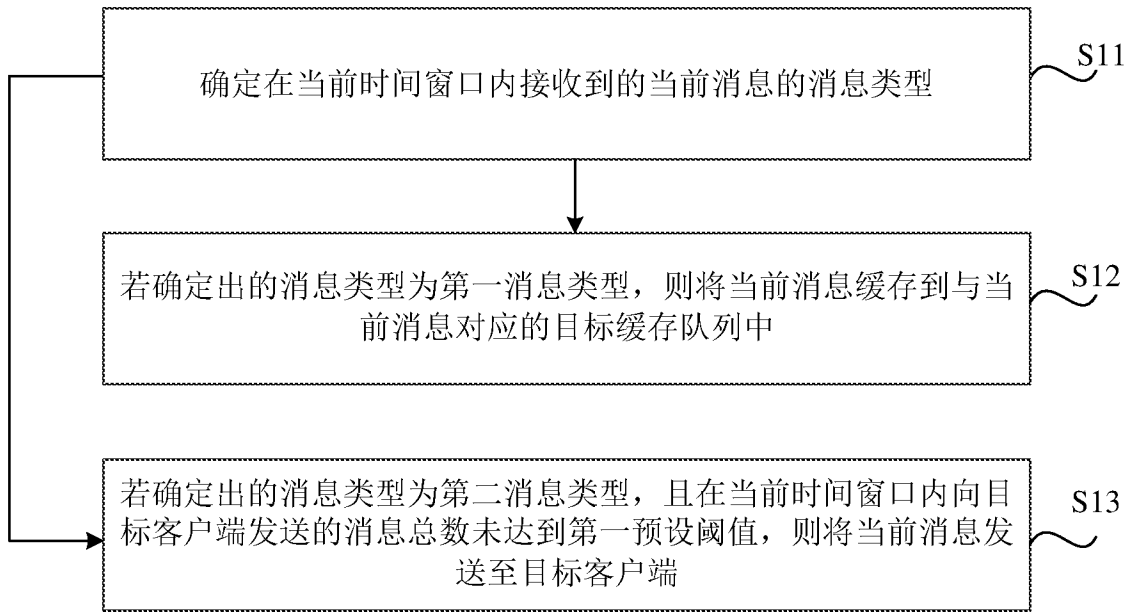 确定在当前时间窗口内接收到的当前消息的消息类型
S11
若确定出的消息类型为第一消息类型，则将当前消息缓存到与当
前消息对应的目标缓存队列中
S12
若确定出的消息类型为第二消息类型，且在当前时间窗口内向目
标客户端发送的消息总数未达到第一预设阈值，则将当前消息发
送至目标客户端
S13